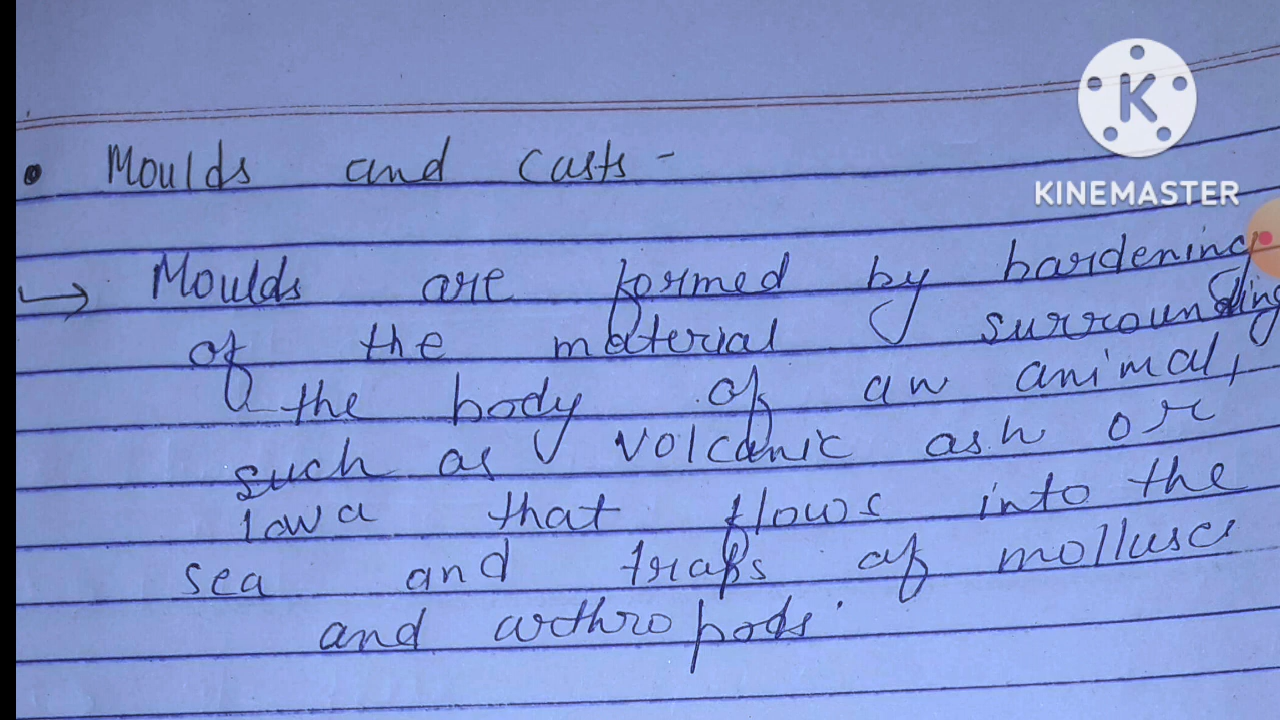 • Moulds and Casts -
K
KINEMASTER
→ Moulds are formed by hardening
of the material surrounding
the body of an animal,
such as volcanic ash or
lava that flows into the
sea and traps of molluscs
and arthropods.